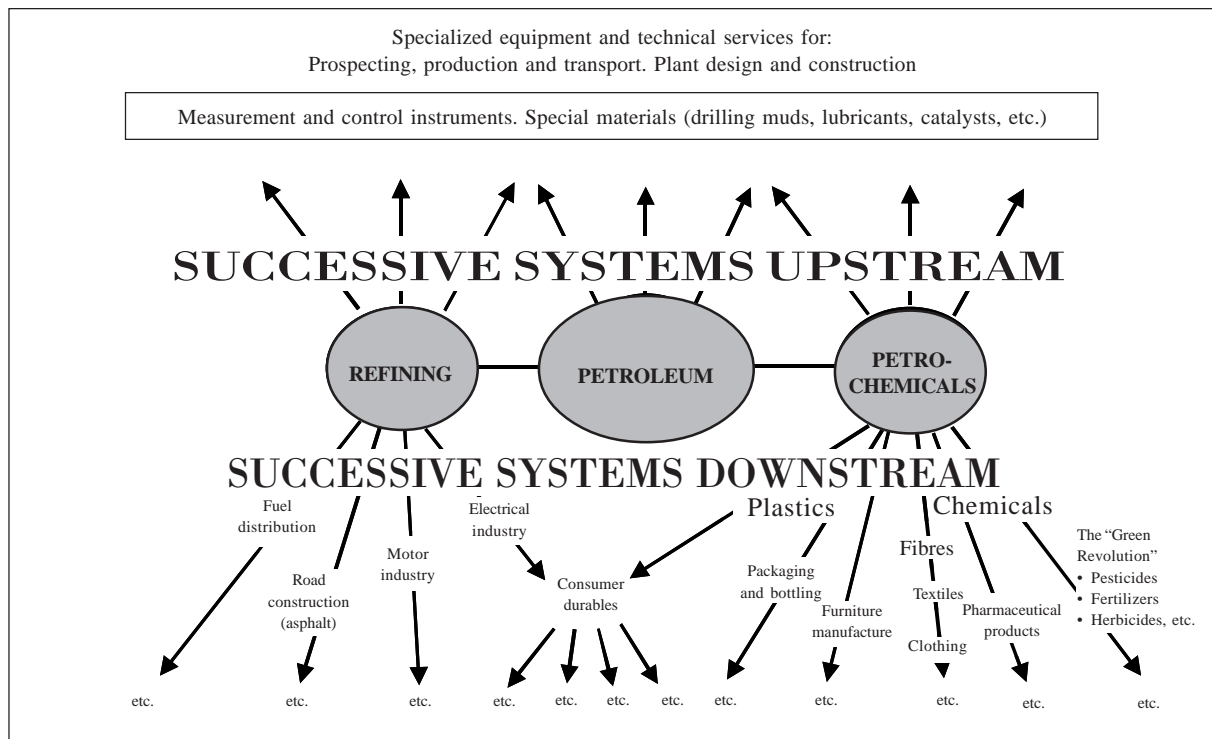 Specialized equipment and technical services for:
Prospecting, production and transport. Plant design and construction
Measurement and control instruments. Special materials (drilling muds, lubricants, catalysts, etc.)
SUCCESSIVE SYSTEMS UPSTREAM
REFINING
PETROLEUM
PETRO-
CHEMICALS
SUCCESSIVE SYSTEMS DOWNSTREAM
Fuel
distribution
Road
construction
(asphalt)
Motor
industry
Electrical
industry
Consumer
durables
Plastics
Packaging
and bottling
Furniture
manufacture
Fibres
Textiles
Clothing
Chemicals
Pharmaceutical
products
The “Green
Revolution”
• Pesticides
• Fertilizers
• Herbicides, etc.
etc.
etc.
etc.
etc.
etc.
etc.
etc.
etc.
etc.
etc.
etc.
etc.